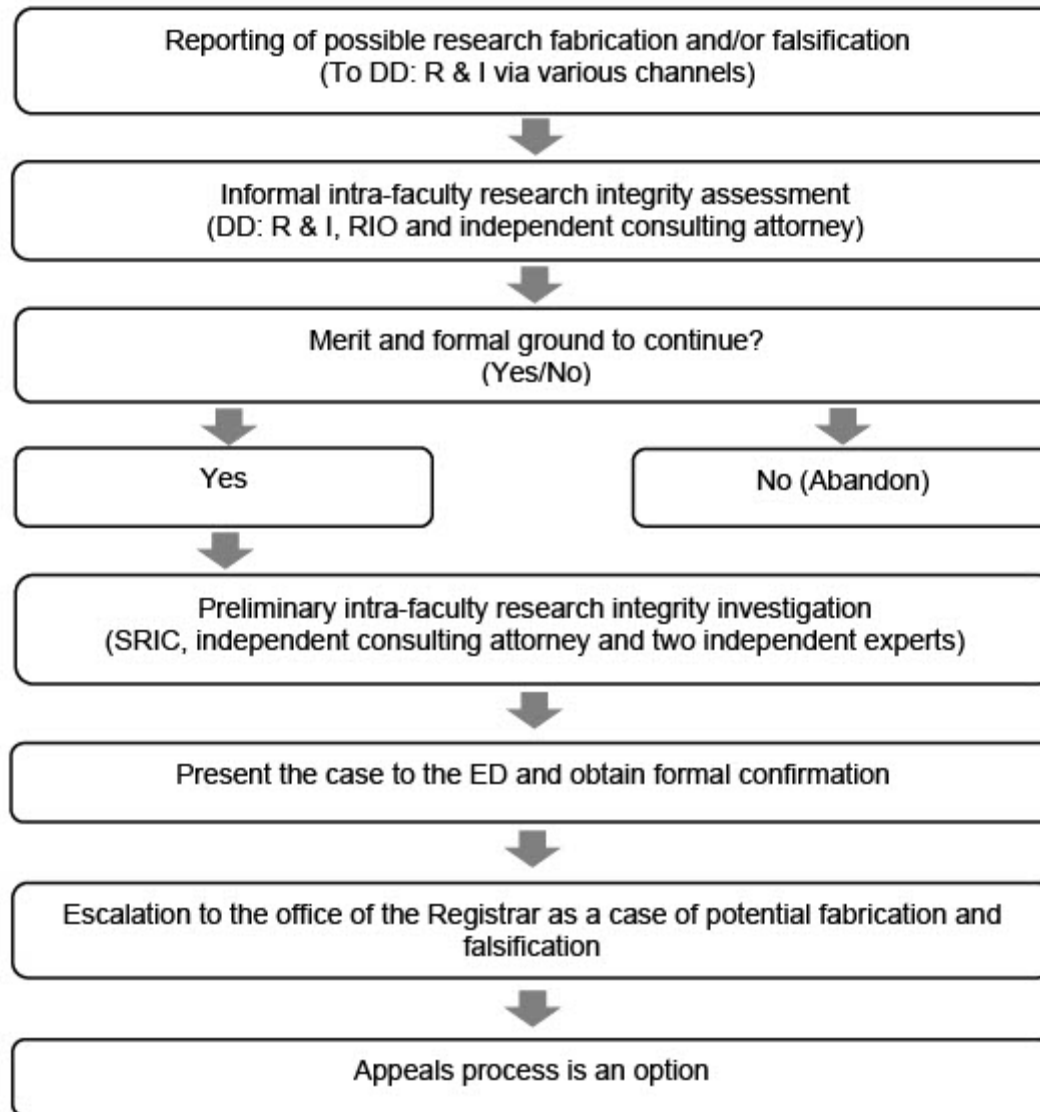 Reporting of possible research fabrication and/or falsification
(To DD: R & I via various channels)
Informal intra-faculty research integrity assessment
(DD: R & I, RIO and independent consulting attorney)
Merit and formal ground to continue?
(Yes/No)
Yes
No (Abandon)
Preliminary intra-faculty research integrity investigation
(SRIC, independent consulting attorney and two independent experts)
Present the case to the ED and obtain formal confirmation
Escalation to the office of the Registrar as a case of potential fabrication and
falsification
Appeals process is an option